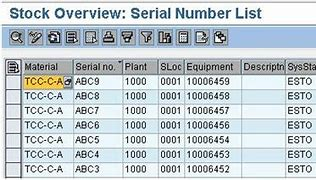 Stock Overview: Serial Number List
Material Serial no. Plant SLoc Equipment Descriptn SysSta
TCC-C-A ABC9 1000 0001 10006459 ESTO
TCC-C-A ABC8 1000 0001 10006458 ESTO
TCC-C-A ABC7 1000 0001 10006457 ESTO
TCC-C-A ABC6 1000 0001 10006456 ESTO
TCC-C-A ABC5 1000 0001 10006454 ESTO
TCC-C-A ABC4 1000 0001 10006453 ESTO
TCC-C-A ABC3 1000 0001 10006452 ESTO